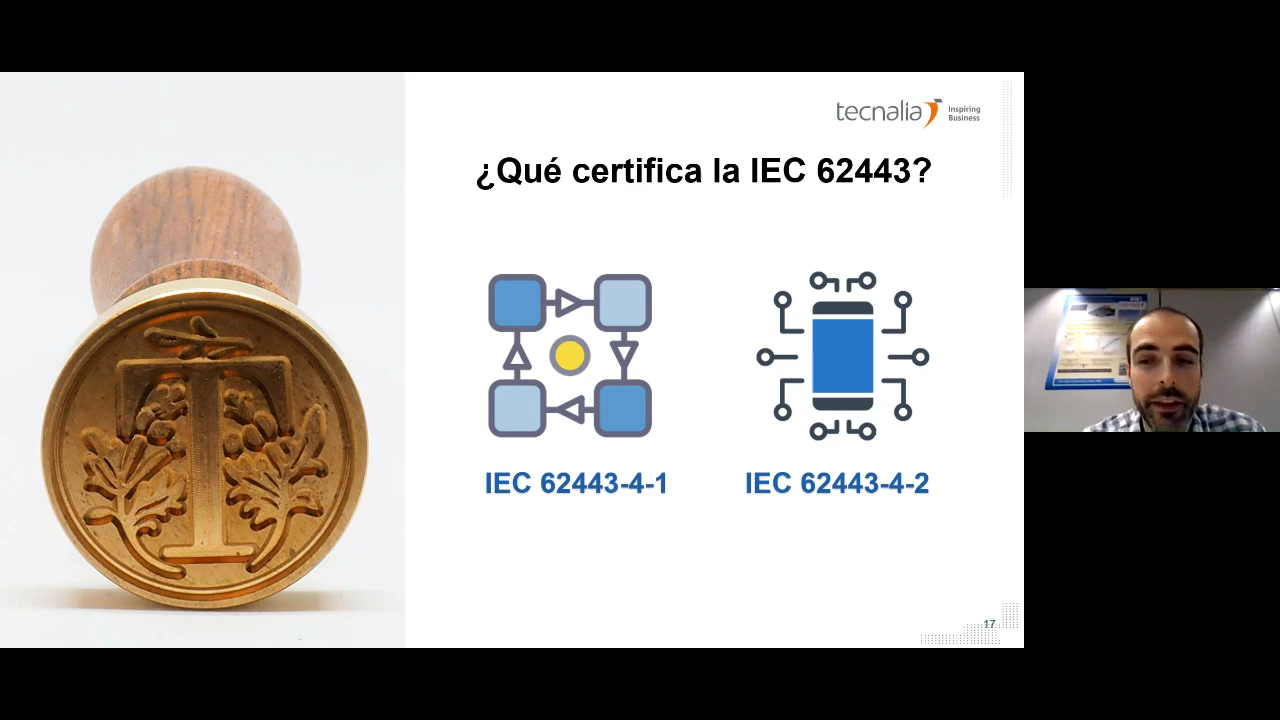 tecnalia
Inspiring
Business
¿Qué certifica la IEC 62443?
IEC 62443-4-1
IEC 62443-4-2
T
17